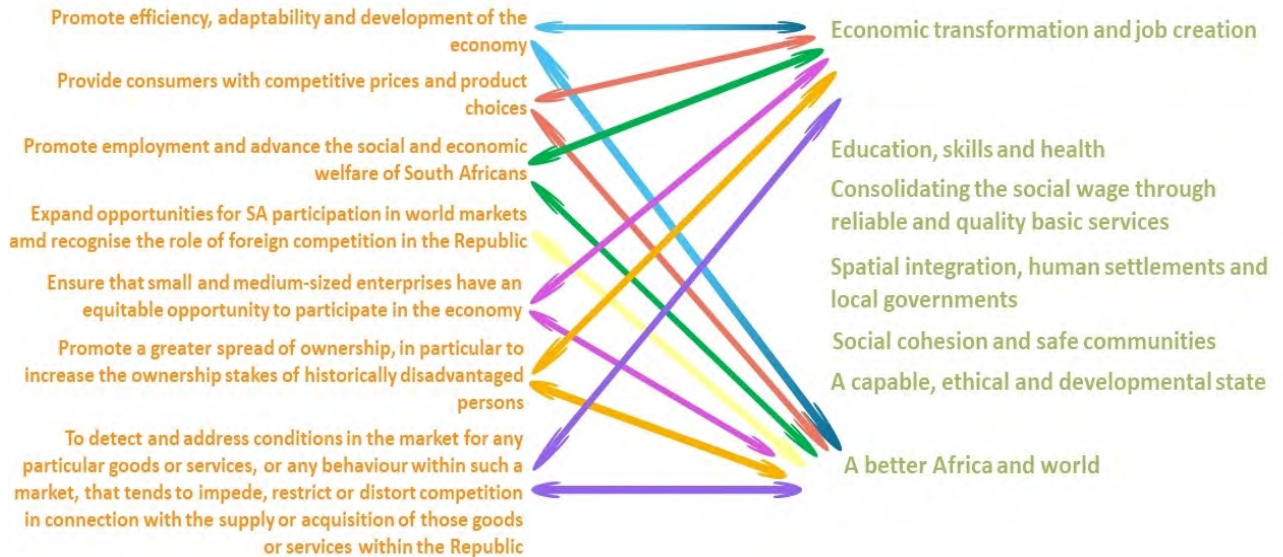 Promote efficiency, adaptability and development of the
economy
Provide consumers with competitive prices and product
choices
Promote employment and advance the social and economic
welfare of South Africans
Expand opportunities for SA participation in world markets
amd recognise the role of foreign competition in the Republic
Ensure that small and medium-sized enterprises have an
equitable opportunity to participate in the economy
Promote a greater spread of ownership, in particular to
increase the ownership stakes of historically disadvantaged
persons
To detect and address conditions in the market for any
particular goods or services, or any behaviour within such a
market, that tends to impede, restrict or distort competition
in connection with the supply or acquisition of those goods
or services within the Republic
Economic transformation and job creation
Education, skills and health
Consolidating the social wage through
reliable and quality basic services
Spatial integration, human settlements and
local governments
Social cohesion and safe communities
A capable, ethical and developmental state
A better Africa and world